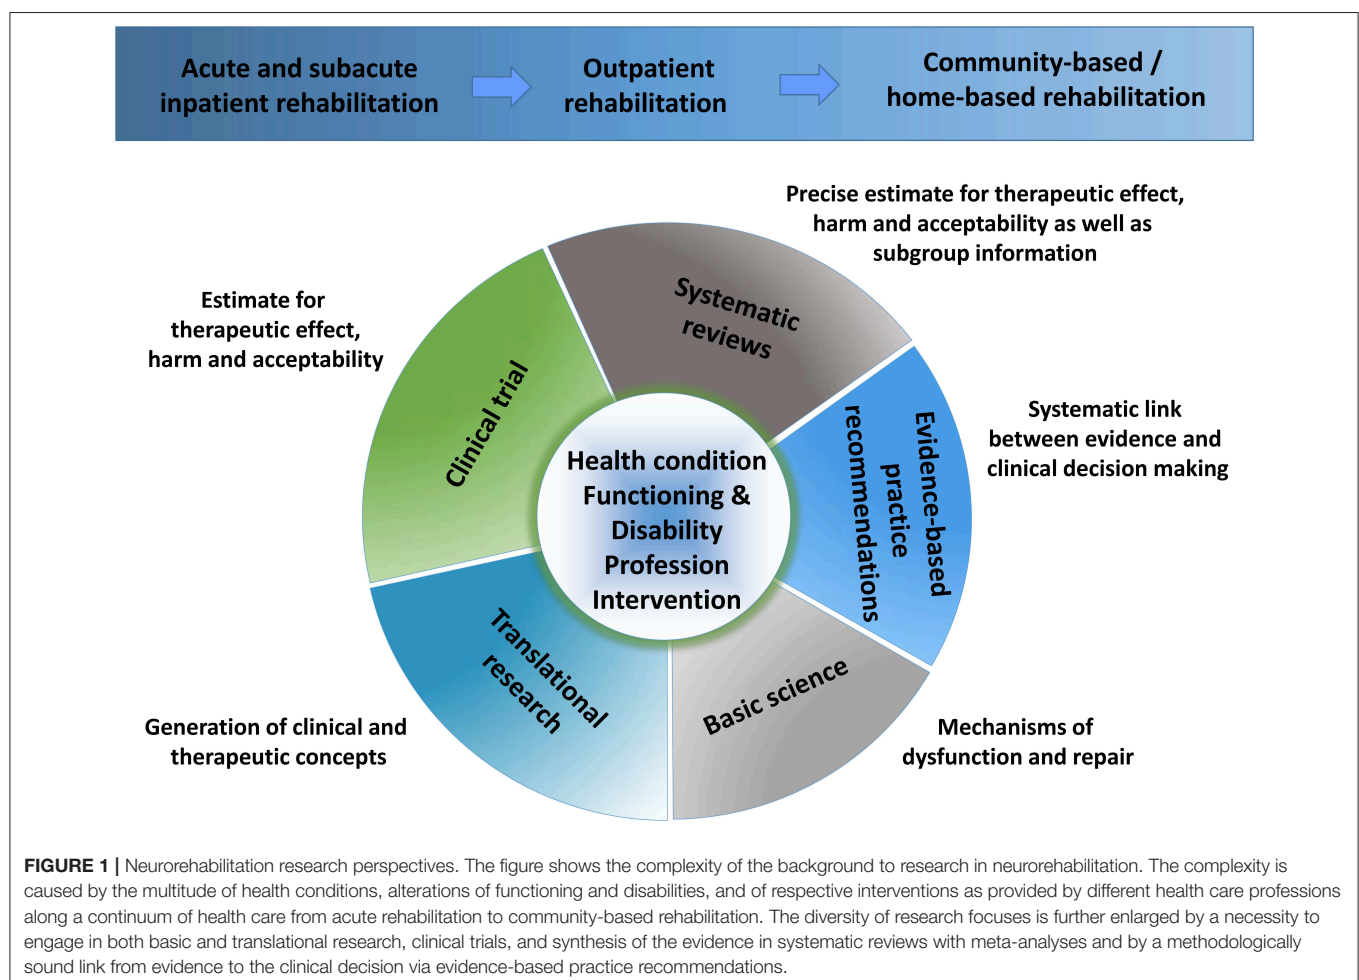 Acute and subacute
inpatient rehabilitation
Outpatient
rehabilitation
Community-based /
home-based rehabilitation
Precise estimate for therapeutic effect,
harm and acceptability as well as
subgroup information
Systematic
reviews
Estimate for
therapeutic effect,
harm and acceptability
Clinical trial
Evidence-based
practice
recommendations
Systematic link
between evidence and
clinical decision making
Health condition
Functioning &
Disability
Profession
Intervention
Translational
research
Basic science
Generation of clinical and
therapeutic concepts
Mechanisms of
dysfunction and repair
FIGURE 1 | Neurorehabilitation research perspectives. The figure shows the complexity of the background to research in neurorehabilitation. The complexity is
caused by the multitude of health conditions, alterations of functioning and disabilities, and of respective interventions as provided by different health care professions
along a continuum of health care from acute rehabilitation to community-based rehabilitation. The diversity of research focuses is further enlarged by a necessity to
engage in both basic and translational research, clinical trials, and synthesis of the evidence in systematic reviews with meta-analyses and by a methodologically
sound link from evidence to the clinical decision via evidence-based practice recommendations.